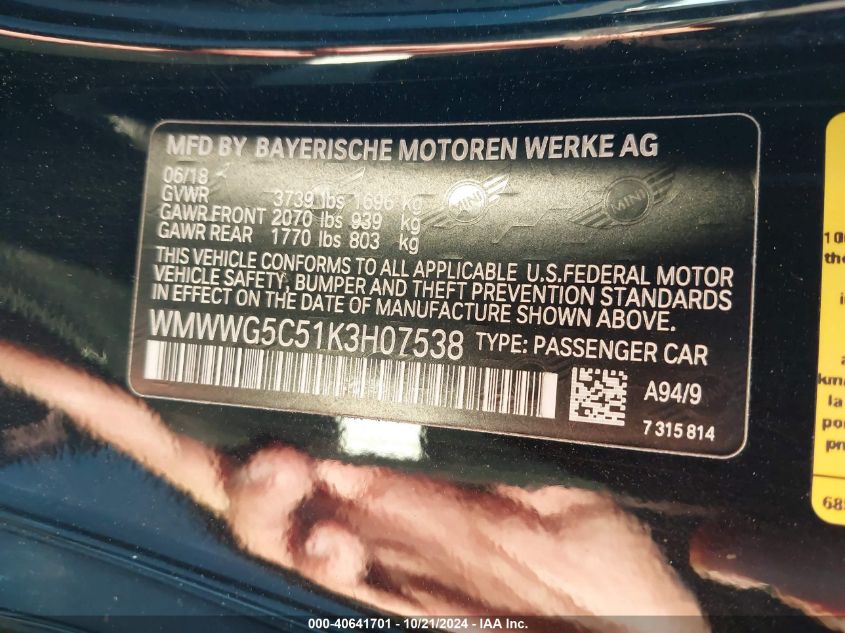 MFD BY BAYERISCHE MOTOREN WERKE AG
06/18
GVWR 3739 lbs 1696 kg
GAWR FRONT 2070 lbs 939 kg
GAWR REAR 1770 lbs 803 kg
MINI
MINI
THIS VEHICLE CONFORMS TO ALL APPLICABLE U.S.FEDERAL MOTOR
VEHICLE SAFETY, BUMPER AND THEFT PREVENTION STANDARDS
IN EFFECT ON THE DATE OF MANUFACTURE SHOWN ABOVE.
WMWWG5C51K3H07538 TYPE: PASSENGER CAR
A94/9
7 315 814
000-40641701 - 10/21/2024 - IAA Inc.